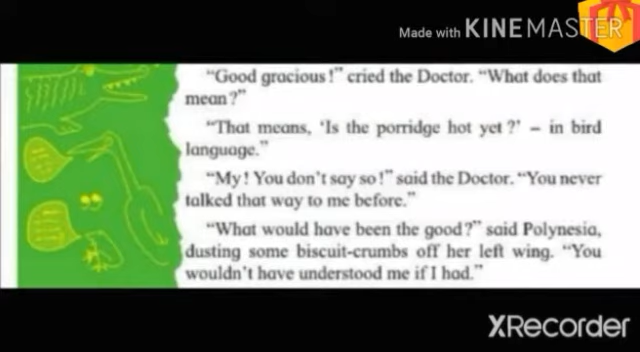 Made with KINEMASTER
"Good gracious!" cried the Doctor. "What does that
mean?"
"That means, 'Is the porridge hot yet?' – in bird
language."
"My! You don't say so!" said the Doctor. "You never
talked that way to me before."
"What would have been the good?" said Polynesia,
dusting some biscuit-crumbs off her left wing. "You
wouldn't have understood me if I had."
XRecorder